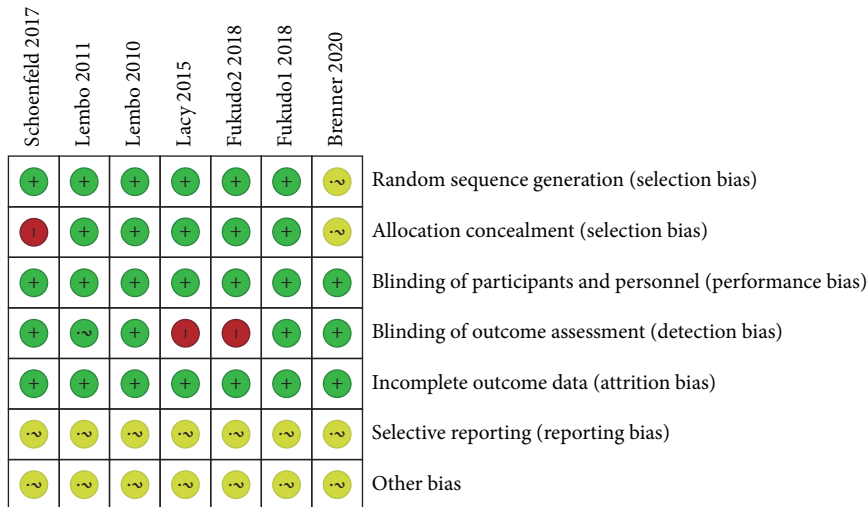 Schoenfeld 2017
Lembo 2011
Lembo 2010
Lacy 2015
Fukudo2 2018
Fukudo1 2018
Brenner 2020
+ + + + + + ? Random sequence generation (selection bias)
– + + + + + ? Allocation concealment (selection bias)
+ + + + + + + Blinding of participants and personnel (performance bias)
+ ? + – – + + Blinding of outcome assessment (detection bias)
+ + + + + + + Incomplete outcome data (attrition bias)
? ? ? ? ? ? ? Selective reporting (reporting bias)
? ? ? ? ? ? ? Other bias